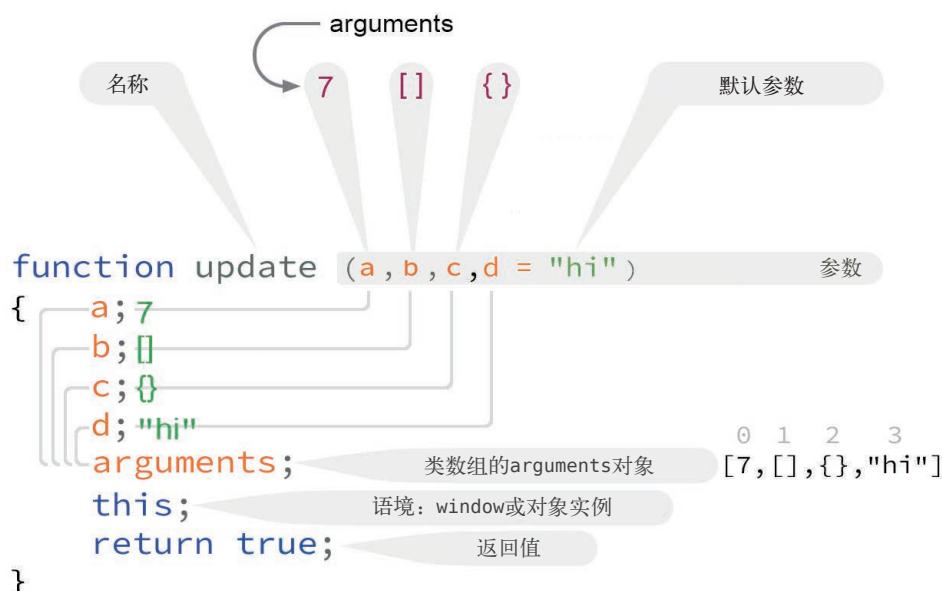 arguments
名称 7 [] {} 默认参数
function update (a,b,c,d = "hi") 参数
{ a; 7
b; []
c; {}
d; "hi"
0 1 2 3
arguments; 类数组的arguments对象 [7,[],{},"hi"]
this; 语境：window或对象实例
return true; 返回值
}